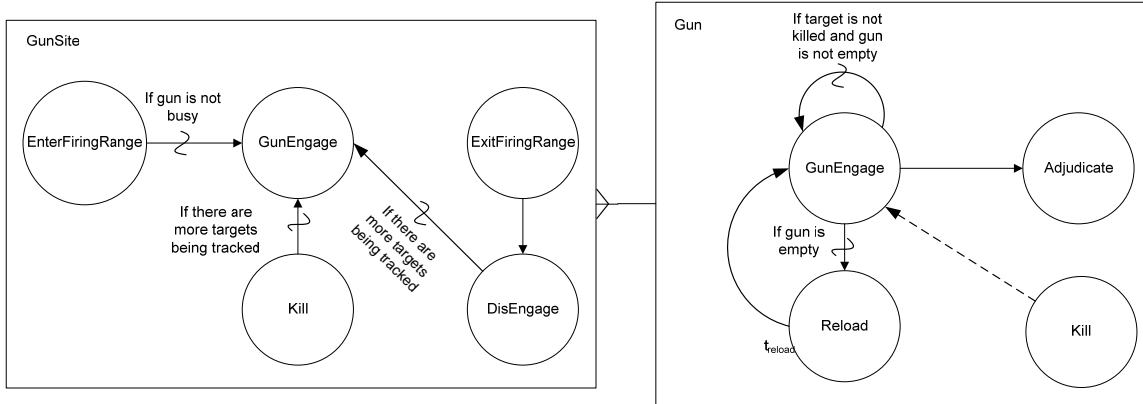 GunSite
If gun is not
busy
EnterFiringRange
GunEngage
ExitFiringRange
If there are
more targets
being tracked
If there are
more targets
being tracked
Kill
DisEngage
Gun
If target is not
killed and gun
is not empty
GunEngage
Adjudicate
If gun is
empty
Reload
Kill
treload